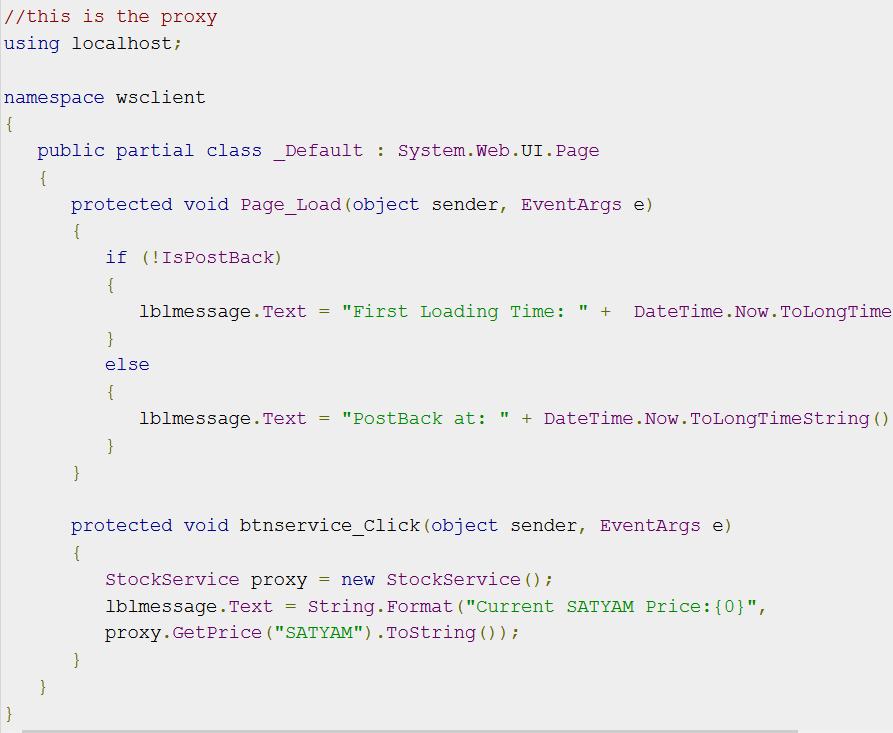 //this is the proxy
using localhost;
namespace wsclient
{
public partial class _Default : System.Web.UI.Page
{
protected void Page_Load(object sender, EventArgs e)
{
if (!IsPostBack)
{
lblmessage.Text = "First Loading Time: " +  DateTime.Now.ToLongTime
}
else
{
lblmessage.Text = "PostBack at: " + DateTime.Now.ToLongTimeString()
}
}
protected void btnservice_Click(object sender, EventArgs e)
{
StockService proxy = new StockService();
lblmessage.Text = String.Format("Current SATYAM Price:{0}",
proxy.GetPrice("SATYAM").ToString());
}
}
}